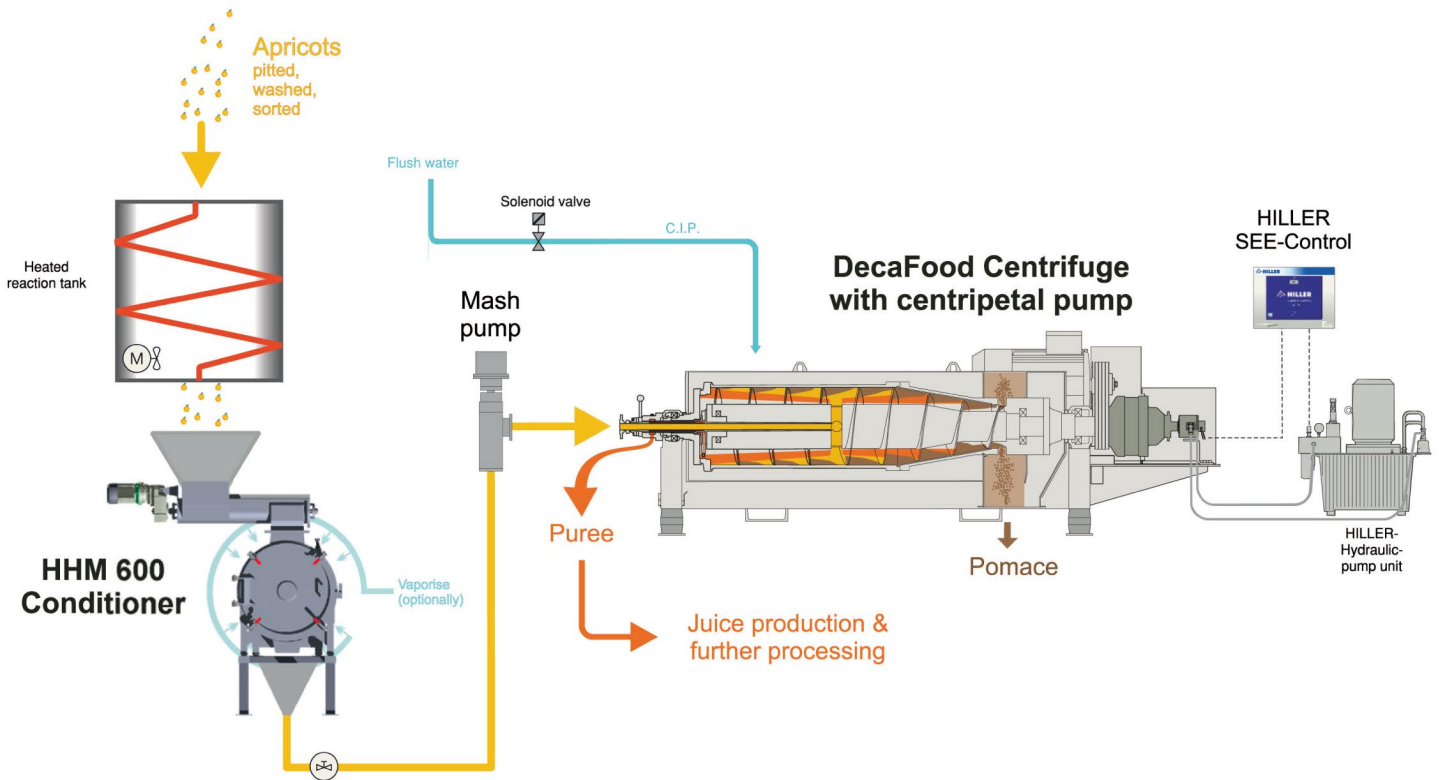 Apricots
pitted,
washed,
sorted
Flush water
Solenoid valve
C.I.P.
HILLER
SEE-Control
Heated
reaction tank
M
Mash
pump
DecaFood Centrifuge
with centripetal pump
HILLER
HILLER
HHM 600
Conditioner
Vaporise
(optionally)
Puree
Pomace
HILLER-
Hydraulic-
pump unit
Juice production &
further processing